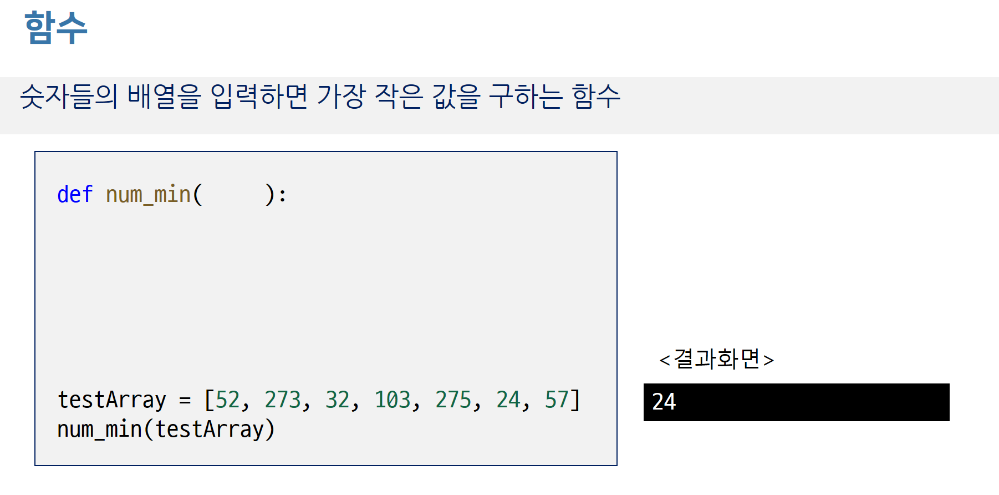 함수
숫자들의 배열을 입력하면 가장 작은 값을 구하는 함수
def num_min(     ):
testArray = [52, 273, 32, 103, 275, 24, 57]
num_min(testArray)
<결과화면>
24